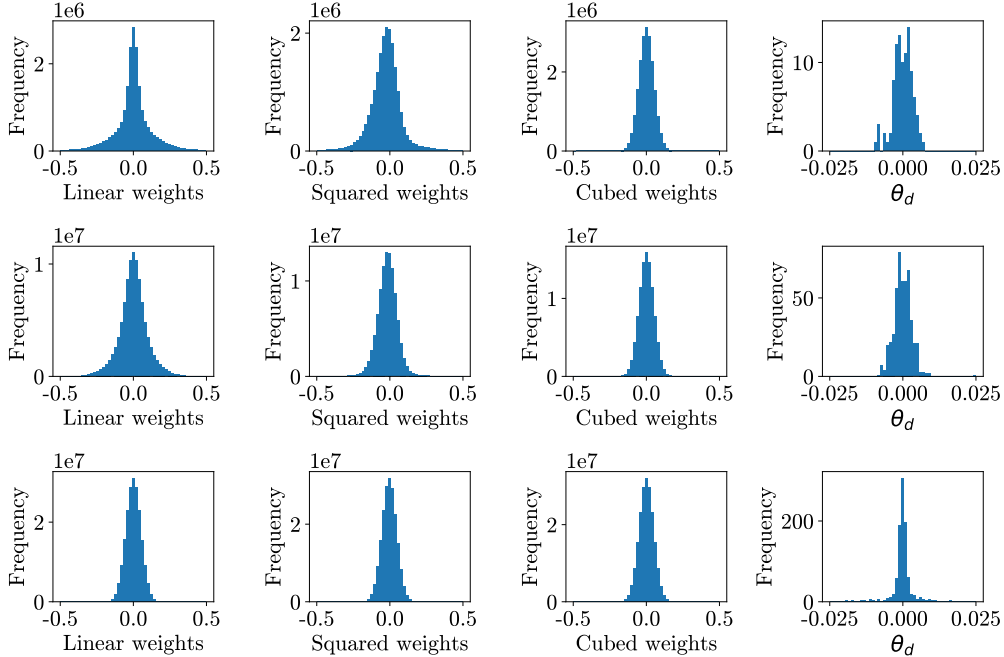 1e6
Frequency
2
0
-0.5 0.0 0.5
Linear weights
1e6
Frequency
2
0
-0.5 0.0 0.5
Squared weights
1e6
Frequency
2
0
-0.5 0.0 0.5
Cubed weights
Frequency
10
0
-0.025 0.000 0.025
θ_d
1e7
Frequency
1
0
-0.5 0.0 0.5
Linear weights
1e7
Frequency
1
0
-0.5 0.0 0.5
Squared weights
1e7
Frequency
1
0
-0.5 0.0 0.5
Cubed weights
Frequency
50
0
-0.025 0.000 0.025
θ_d
1e7
Frequency
2
0
-0.5 0.0 0.5
Linear weights
1e7
Frequency
2
0
-0.5 0.0 0.5
Squared weights
1e7
Frequency
2
0
-0.5 0.0 0.5
Cubed weights
Frequency
200
0
-0.025 0.000 0.025
θ_d